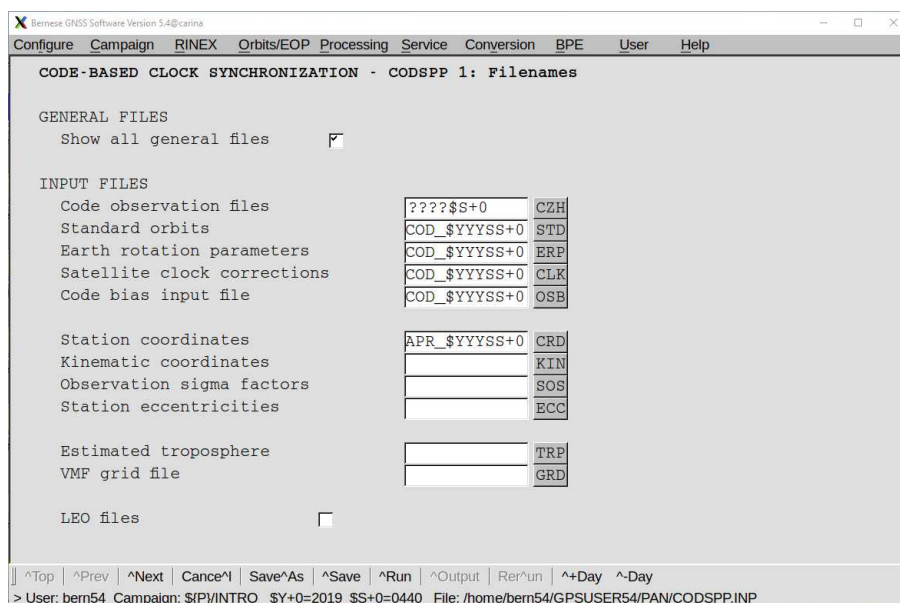 Bernese GNSS Software Version 5.4@carina
Configure Campaign RINEX Orbits/EOP Processing Service Conversion BPE User Help
CODE-BASED CLOCK SYNCHRONIZATION - CODSPP 1: Filenames
GENERAL FILES
Show all general files
INPUT FILES
Code observation files ????$S+0 CZH
Standard orbits COD_$YYYSS+0 STD
Earth rotation parameters COD_$YYYSS+0 ERP
Satellite clock corrections COD_$YYYSS+0 CLK
Code bias input file COD_$YYYSS+0 OSB
Station coordinates APR_$YYYSS+0 CRD
Kinematic coordinates KIN
Observation sigma factors SOS
Station eccentricities ECC
Estimated troposphere TRP
VMF grid file GRD
LEO files
^Top | ^Prev | ^Next | Cance^l | Save^As | ^Save | ^Run | ^Output | Rer^un | ^+Day ^-Day
> User: bern54 Campaign: ${P}/INTRO $Y+0=2019 $S+0=0440 File: /home/bern54/GPSUSER54/PAN/CODSPP.INP